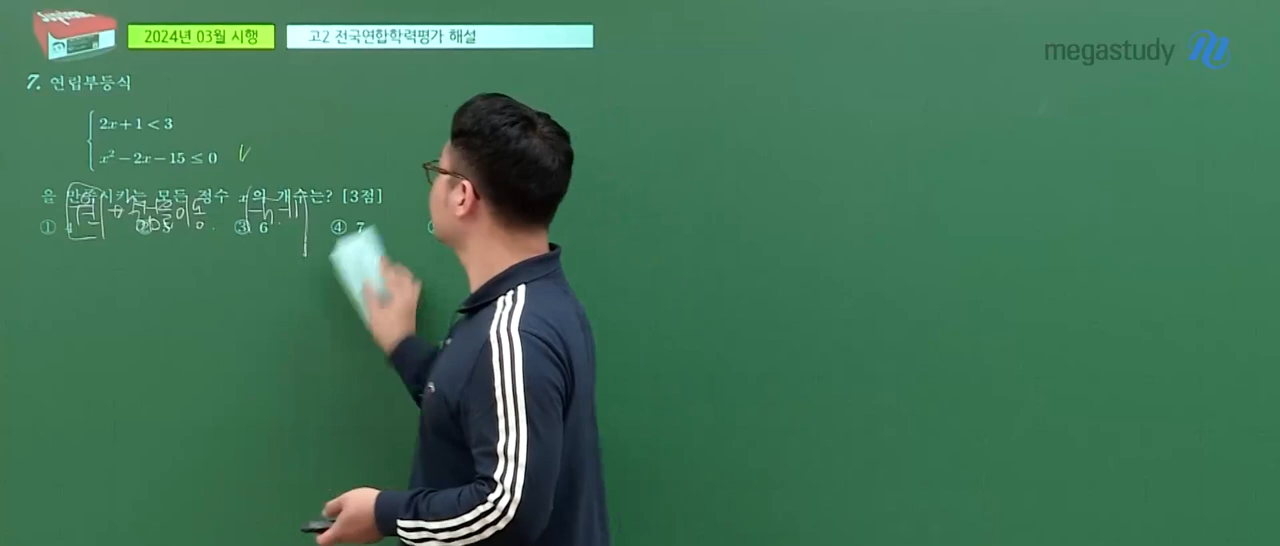 2024년 03월 시행
고2 전국연합학력평가 해설
megastudy
7. 연립부등식
2x+1<3
x²-2x-15≤0
을 만족시키는 모든 정수 x의 개수는? [3점]
① 4 ② 5 ③ 6 ④ 7